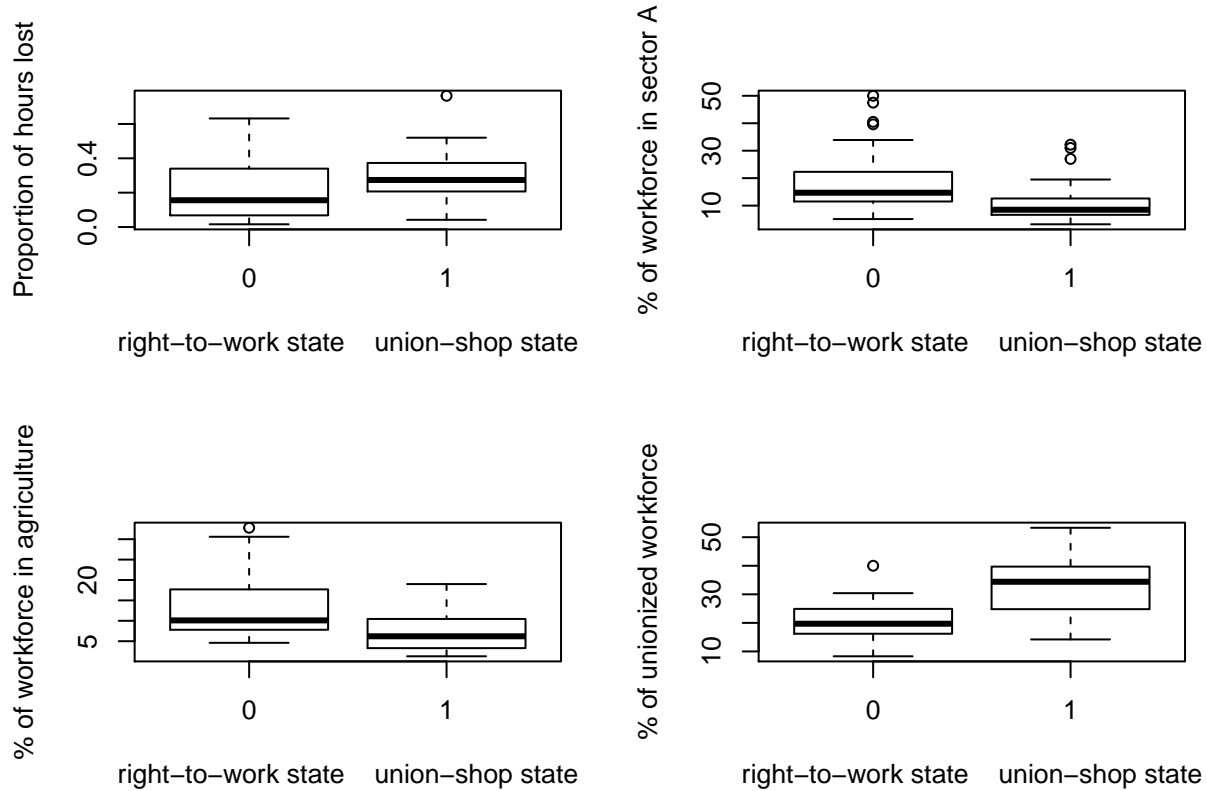 Proportion of hours lost
0.0
0.4
0
1
right−to−work state
union−shop state
% of workforce in sector A
10
30
50
0
1
right−to−work state
union−shop state
% of workforce in agriculture
5
20
0
1
right−to−work state
union−shop state
% of unionized workforce
10
30
50
0
1
right−to−work state
union−shop state